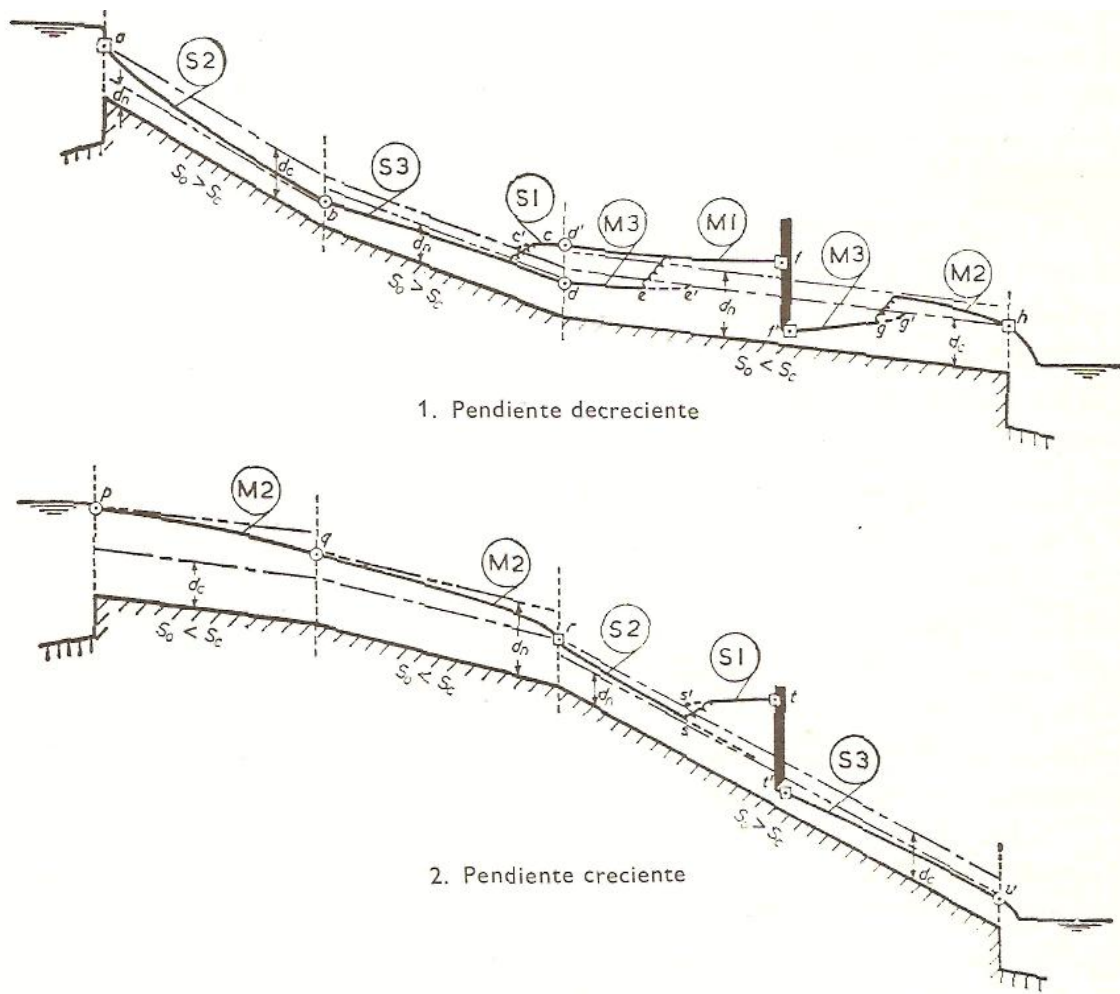 a
S2
dn
dc
S3
b
So > Sc
S1
c'
c
d'
M3
M1
dn
So > Sc
d
e
e'
dn
f
f'
M3
M2
g
g'
h
dc
So < Sc
1. Pendiente decreciente
p
M2
q
dc
M2
So < Sc
r
dn
So < Sc
S2
dn
S1
s'
s
t
t'
S3
So > Sc
dc
u
2. Pendiente creciente